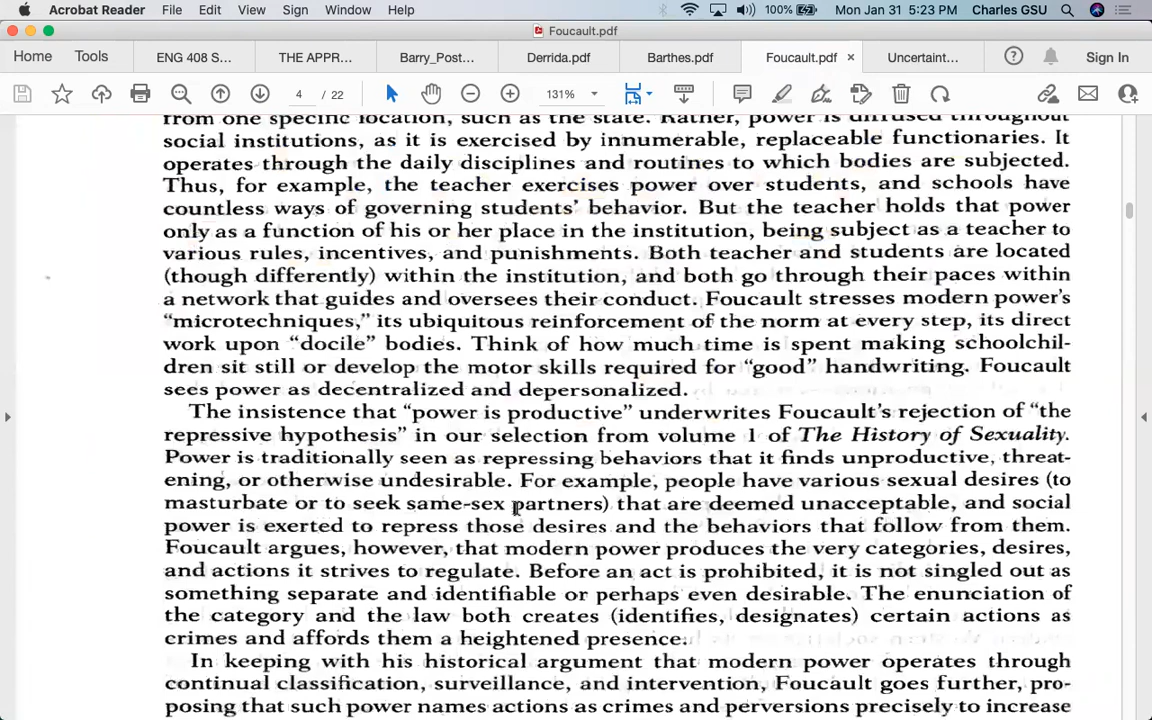 Acrobat Reader File Edit View Sign Window Help 100% Mon Jan 31 5:23 PM Charles GSU
Foucault.pdf
Home Tools ENG 408 S... THE APPR... Barry_Post... Derrida.pdf Barthes.pdf Foucault.pdf × Uncertaint... Sign In
4 / 22 131%
from one specific location, such as the state. Rather, power is diffused throughout
social institutions, as it is exercised by innumerable, replaceable functionaries. It
operates through the daily disciplines and routines to which bodies are subjected.
Thus, for example, the teacher exercises power over students, and schools have
countless ways of governing students' behavior. But the teacher holds that power
only as a function of his or her place in the institution, being subject as a teacher to
various rules, incentives, and punishments. Both teacher and students are located
(though differently) within the institution, and both go through their paces within
a network that guides and oversees their conduct. Foucault stresses modern power's
“microtechniques,” its ubiquitous reinforcement of the norm at every step, its direct
work upon “docile” bodies. Think of how much time is spent making schoolchil-
dren sit still or develop the motor skills required for “good” handwriting. Foucault
sees power as decentralized and depersonalized.
The insistence that “power is productive” underwrites Foucault's rejection of “the
repressive hypothesis” in our selection from volume 1 of The History of Sexuality.
Power is traditionally seen as repressing behaviors that it finds unproductive, threat-
ening, or otherwise undesirable. For example, people have various sexual desires (to
masturbate or to seek same-sex partners) that are deemed unacceptable, and social
power is exerted to repress those desires and the behaviors that follow from them.
Foucault argues, however, that modern power produces the very categories, desires,
and actions it strives to regulate. Before an act is prohibited, it is not singled out as
something separate and identifiable or perhaps even desirable. The enunciation of
the category and the law both creates (identifies, designates) certain actions as
crimes and affords them a heightened presence.
In keeping with his historical argument that modern power operates through
continual classification, surveillance, and intervention, Foucault goes further, pro-
posing that such power names actions as crimes and perversions precisely to increase